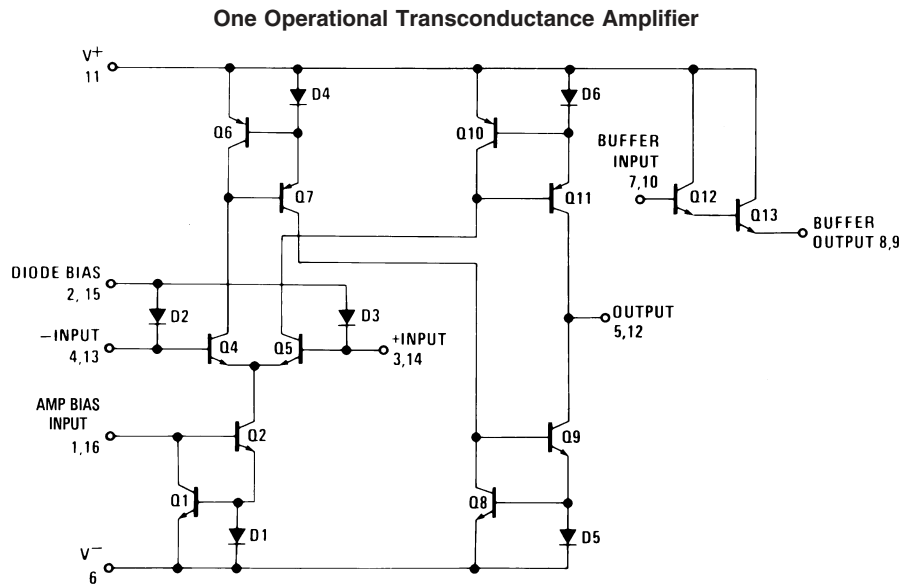 One Operational Transconductance Amplifier
V+
11
D4
D6
Q6
Q10
BUFFER
INPUT
7,10
Q7
Q11
Q12
Q13
BUFFER
OUTPUT 8,9
DIODE BIAS
2, 15
D2
D3
OUTPUT
5,12
—INPUT
4,13
Q4
Q5
+INPUT
3,14
AMP BIAS
INPUT
1,16
Q2
Q9
Q1
D1
Q8
D5
V—
6